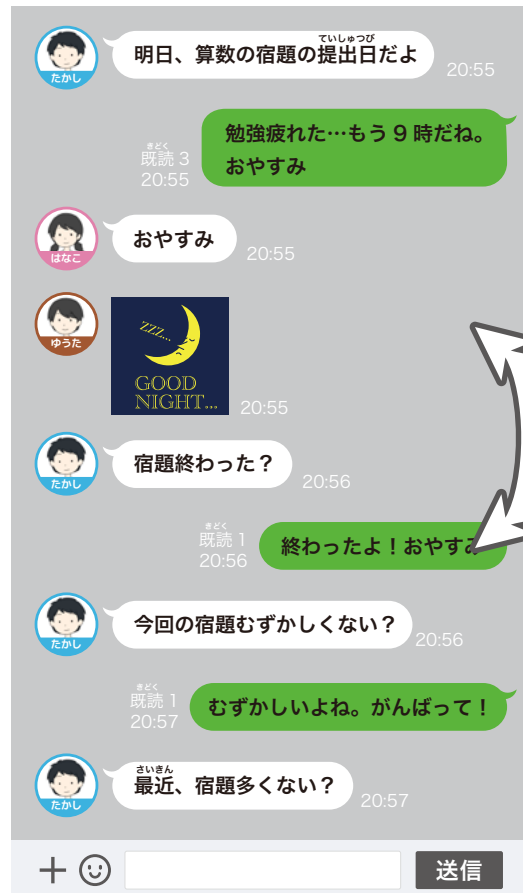 明日、算数の宿題の提出日だよ
ていしゅつび
たかし
20:55
勉強疲れた…もう9時だね。
おやすみ
きどく
既読 3
20:55
おやすみ
はなこ
20:55
ゆうた
ZZZ...
GOOD
NIGHT...
20:55
宿題終わった？
たかし
20:56
終わったよ！おやすみ
きどく
既読 1
20:56
今回の宿題むずかしくない？
たかし
20:56
むずかしいよね。がんばって！
きどく
既読 1
20:57
さいきん
最近、宿題多くない？
たかし
20:57
送信